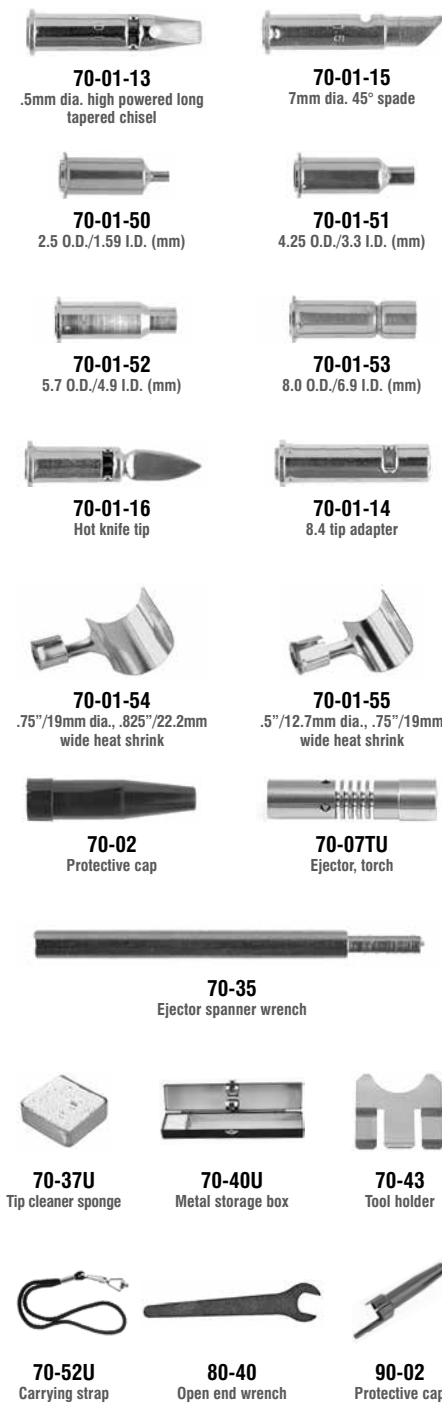 70-01-13
.5mm dia. high powered long
tapered chisel
70-01-15
7mm dia. 45° spade
70-01-50
2.5 O.D./1.59 I.D. (mm)
70-01-51
4.25 O.D./3.3 I.D. (mm)
70-01-52
5.7 O.D./4.9 I.D. (mm)
70-01-53
8.0 O.D./6.9 I.D. (mm)
70-01-16
Hot knife tip
70-01-14
8.4 tip adapter
70-01-54
.75”/19mm dia., .825”/22.2mm
wide heat shrink
70-01-55
.5”/12.7mm dia., .75”/19mm
wide heat shrink
70-02
Protective cap
70-07TU
Ejector, torch
70-35
Ejector spanner wrench
70-37U
Tip cleaner sponge
70-40U
Metal storage box
70-43
Tool holder
70-52U
Carrying strap
80-40
Open end wrench
90-02
Protective cap